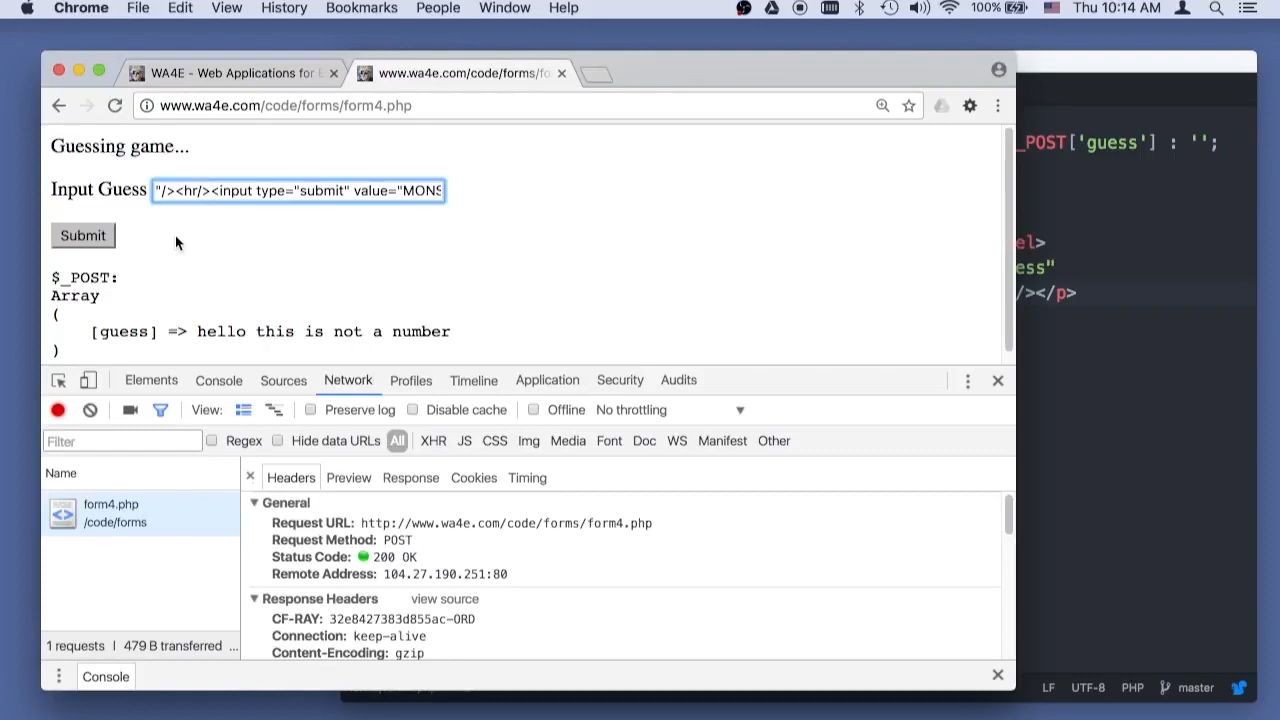 Chrome File Edit View History Bookmarks People Window Help 100% Thu 10:14 AM
WA4E - Web Applications for E
www.wa4e.com/code/forms/fo
www.wa4e.com/code/forms/form4.php
Guessing game...
_POST['guess'] : '';
Input Guess "/><hr/><input type="submit" value="MONS
Submit
el>
ess"
$_POST:
Array
/></p>
(
[guess] => hello this is not a number
)
Elements Console Sources Network Profiles Timeline Application Security Audits
View: Preserve log Disable cache Offline No throttling
Filter Regex Hide data URLs All XHR JS CSS Img Media Font Doc WS Manifest Other
Name
Headers Preview Response Cookies Timing
form4.php
/code/forms
General
Request URL: http://www.wa4e.com/code/forms/form4.php
Request Method: POST
Status Code: 200 OK
Remote Address: 104.27.190.251:80
Response Headers view source
CF-RAY: 32e8427383d855ac-ORD
Connection: keep-alive
Content-Encoding: gzip
1 requests | 479 B transferred ...
Console
LF UTF-8 PHP master